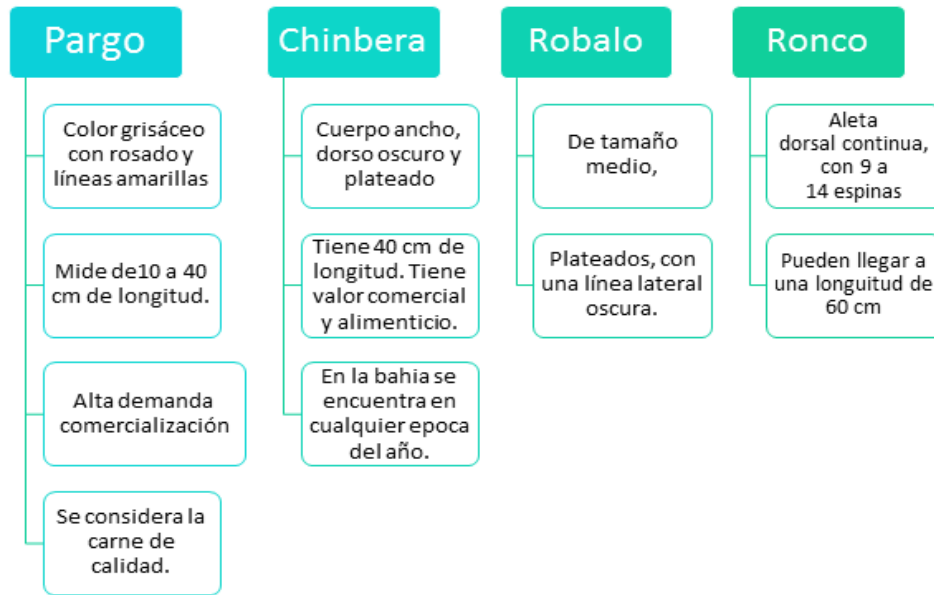 Pargo
Color grisáceo
con rosado y
líneas amarillas
Mide de10 a 40
cm de longitud.
Alta demanda
comercialización
Se considera la
carne de
calidad.
Chinbera
Cuerpo ancho,
dorso oscuro y
plateado
Tiene 40 cm de
longitud. Tiene
valor comercial
y alimenticio.
En la bahia se
encuentra en
cualquier epoca
del año.
Robalo
De tamaño
medio,
Plateados, con
una línea lateral
oscura.
Ronco
Aleta
dorsal continua,
con 9 a
14 espinas
Pueden llegar a
una longuitud de
60 cm